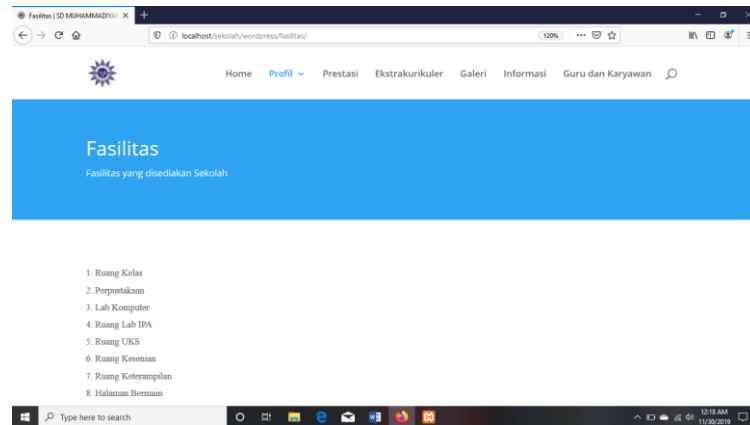 Fasilitas | SD MUHAMMADIYAH
localhost/sekolah/wordpress/fasilitas/
120%
Home Profil Prestasi Ekstrakurikuler Galeri Informasi Guru dan Karyawan
Fasilitas
Fasilitas yang disediakan Sekolah
1. Ruang Kelas
2. Perpustakaan
3. Lab Komputer
4. Ruang Lab IPA
5. Ruang UKS
6. Ruang Kesenian
7. Ruang Keterampilan
8. Halaman Bermain
Type here to search
12:18 AM
11/30/2019